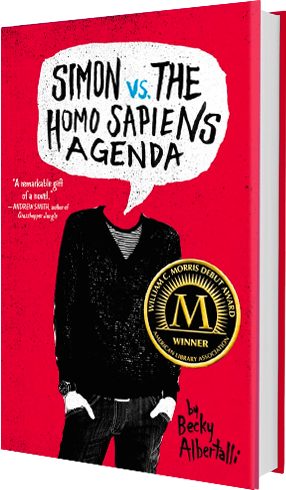 SIMON VS. THE
HOMO SAPIENS
AGENDA
"A remarkable gift
of a novel."
—ANDREW SMITH, author of
Grasshopper Jungle
WILLIAM C. MORRIS DEBUT AWARD
M
WINNER
AMERICAN LIBRARY ASSOCIATION
by
Becky
Albertalli